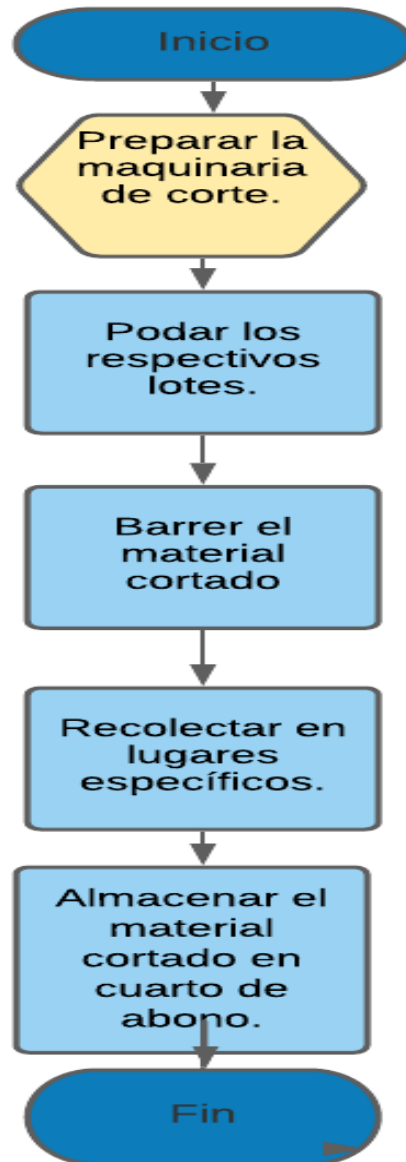 Inicio
Preparar la
maquinaria
de corte.
Podar los
respectivos
lotes.
Barrer el
material
cortado
Recolectar en
lugares
específicos.
Almacenar el
material
cortado en
cuarto de
abono.
Fin